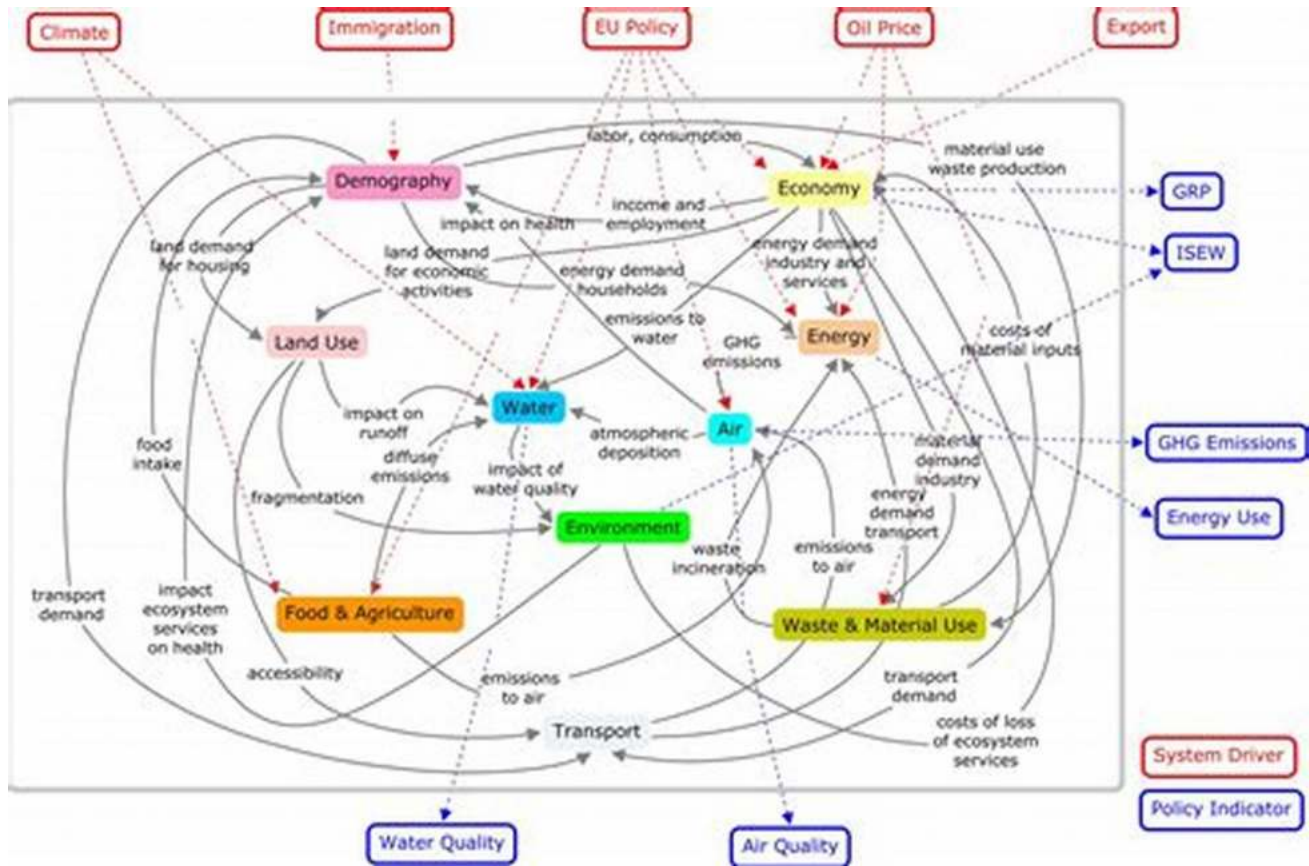 Climate
Immigration
EU Policy
Oil Price
Export
labor, consumption
material use
waste production
Demography
Economy
GRP
income and
employment
impact on health
land demand
for housing
land demand
for economic
activities
energy demand
industry and
services
ISEW
energy demand
households
emissions to
water
Land Use
Energy
GHG
emissions
costs of
material inputs
Water
impact on
runoff
Air
atmospheric
deposition
food
intake
diffuse
emissions
impact of
water quality
material
demand
industry
GHG Emissions
fragmentation
Environment
energy
demand
transport
Energy Use
waste
incineration
emissions
to air
transport
demand
impact
ecosystem
services
on health
Food & Agriculture
Waste & Material Use
accessibility
emissions
to air
transport
demand
Transport
costs of loss
of ecosystem
services
System Driver
Policy Indicator
Water Quality
Air Quality